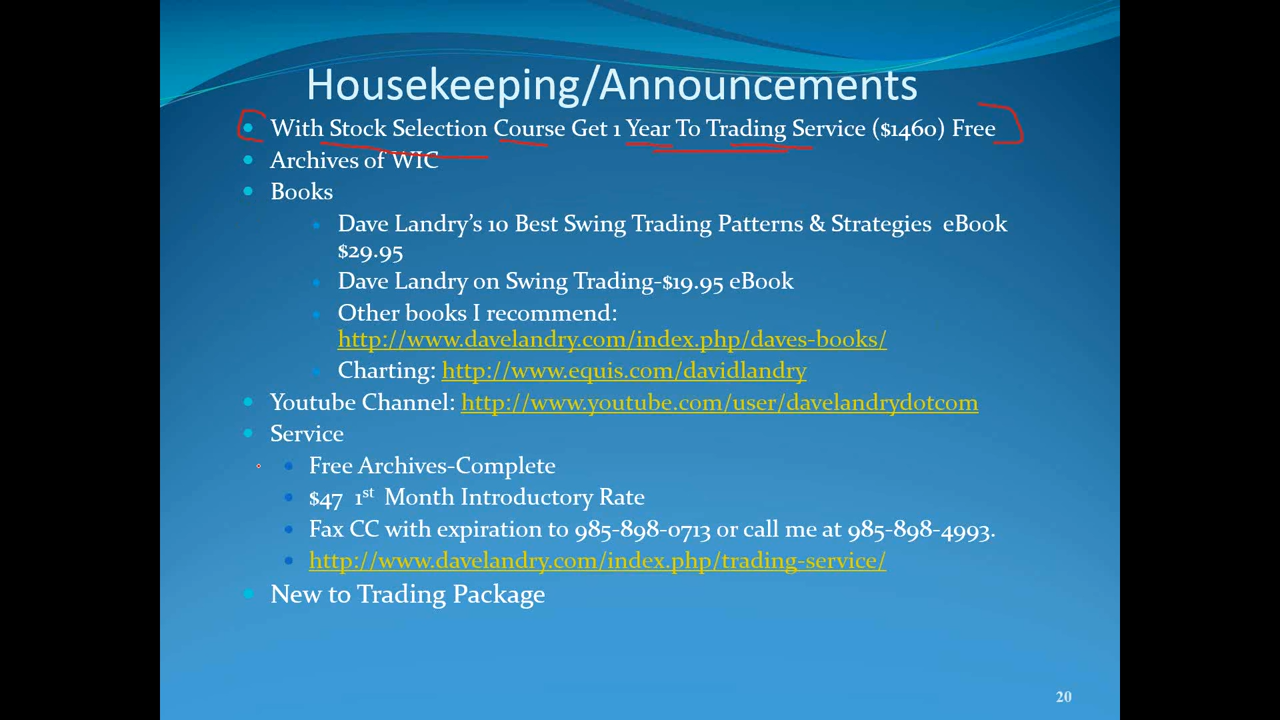 Housekeeping/Announcements
With Stock Selection Course Get 1 Year To Trading Service ($1460) Free
Archives of WIC
Books
Dave Landry's 10 Best Swing Trading Patterns & Strategies eBook
$29.95
Dave Landry on Swing Trading-$19.95 eBook
Other books I recommend:
http://www.davelandry.com/index.php/daves-books/
Charting: http://www.equis.com/davidlandry
Youtube Channel: http://www.youtube.com/user/davelandrydotcom
Service
Free Archives-Complete
$47 1st Month Introductory Rate
Fax CC with expiration to 985-898-0713 or call me at 985-898-4993.
http://www.davelandry.com/index.php/trading-service/
New to Trading Package
20